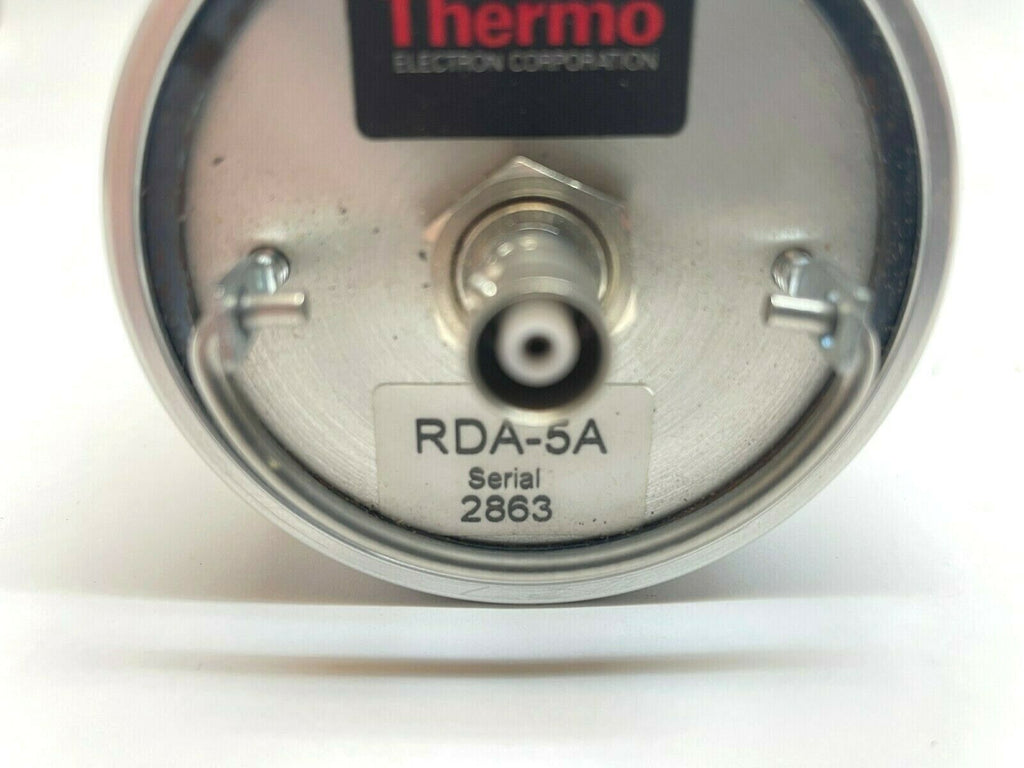 Thermo
ELECTRON CORPORATION
RDA-5A
Serial
2863